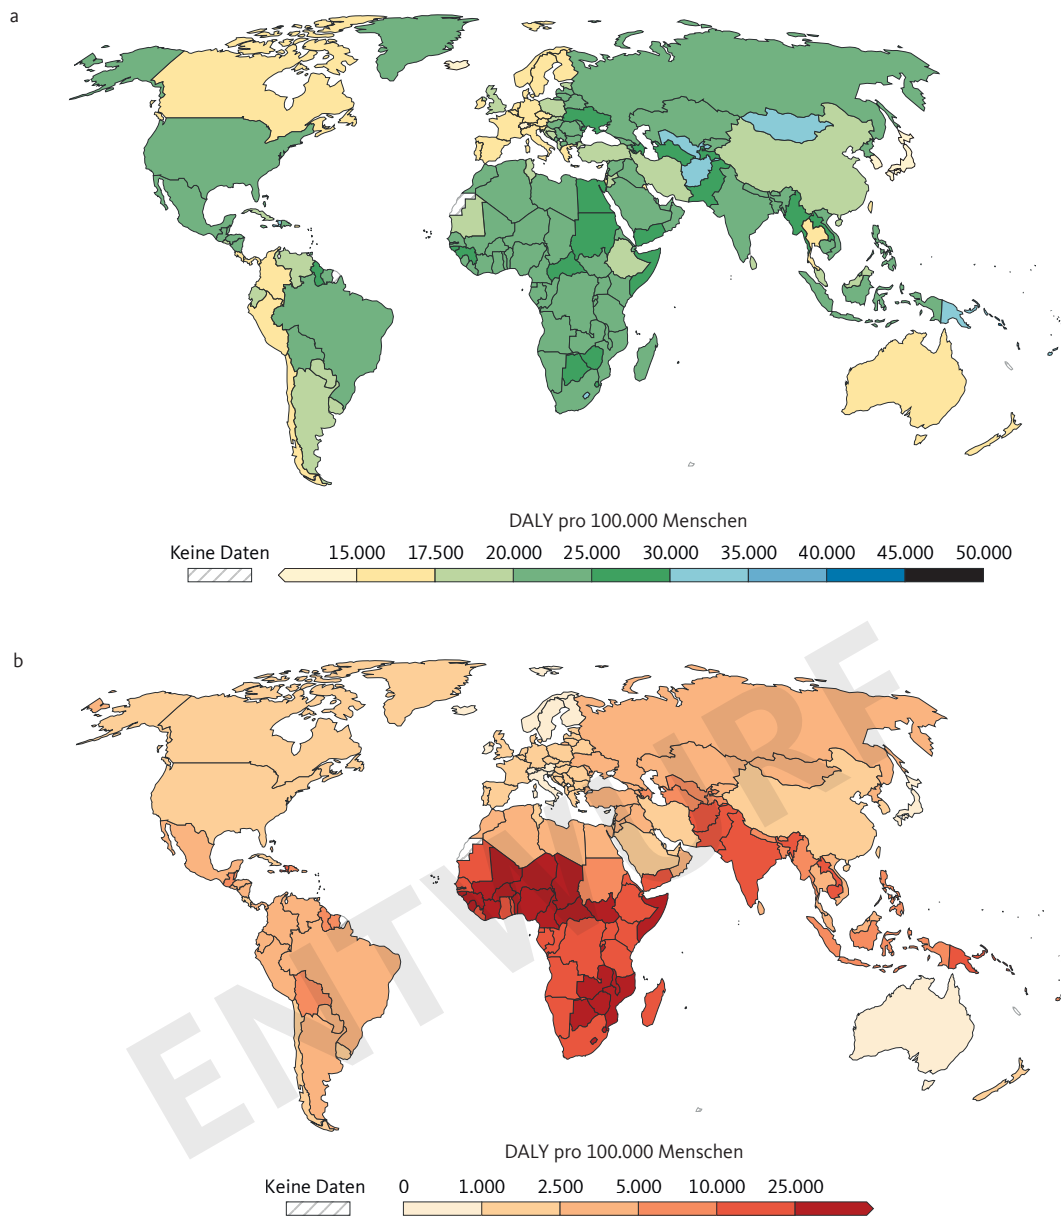 a
DALY pro 100.000 Menschen
Keine Daten 15.000 17.500 20.000 25.000 30.000 35.000 40.000 45.000 50.000
b
ENTWURF
DALY pro 100.000 Menschen
Keine Daten 0 1.000 2.500 5.000 10.000 25.000